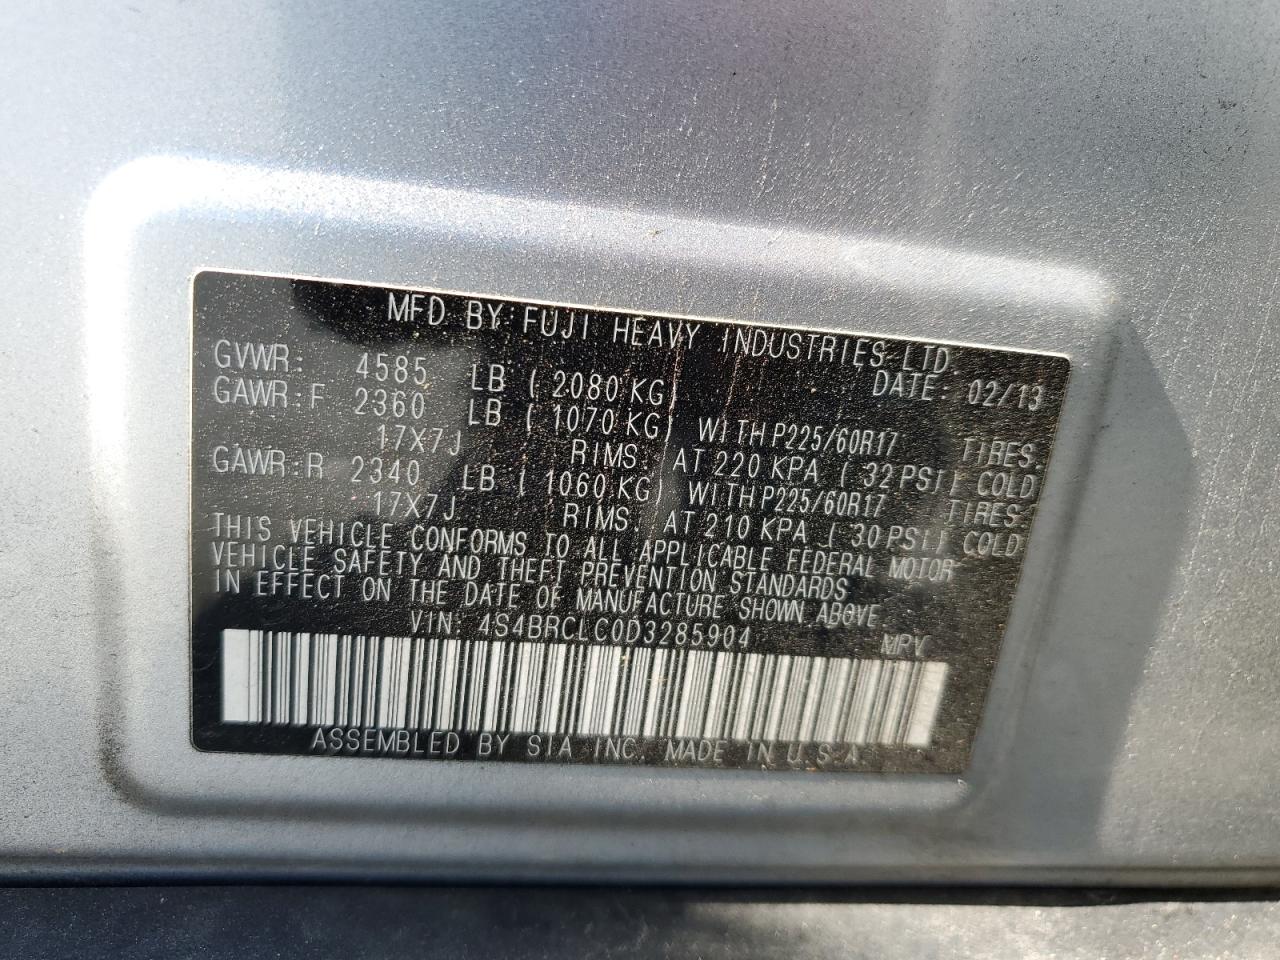 MFD BY: FUJI HEAVY INDUSTRIES LTD.
GVWR: 4585 LB ( 2080 KG) DATE: 02/13
GAWR:F 2360 LB ( 1070 KG) WITH P225/60R17 TIRES.
17X7J RIMS. AT 220 KPA ( 32 PSI) COLD
GAWR:R 2340 LB ( 1060 KG) WITH P225/60R17 TIRES.
17X7J RIMS. AT 210 KPA ( 30 PSI) COLD
THIS VEHICLE CONFORMS TO ALL APPLICABLE FEDERAL MOTOR
VEHICLE SAFETY AND THEFT PREVENTION STANDARDS
IN EFFECT ON THE DATE OF MANUFACTURE SHOWN ABOVE.
VIN: 4S4BRCLC0D3285904 MPV
ASSEMBLED BY SIA INC. MADE IN U.S.A.